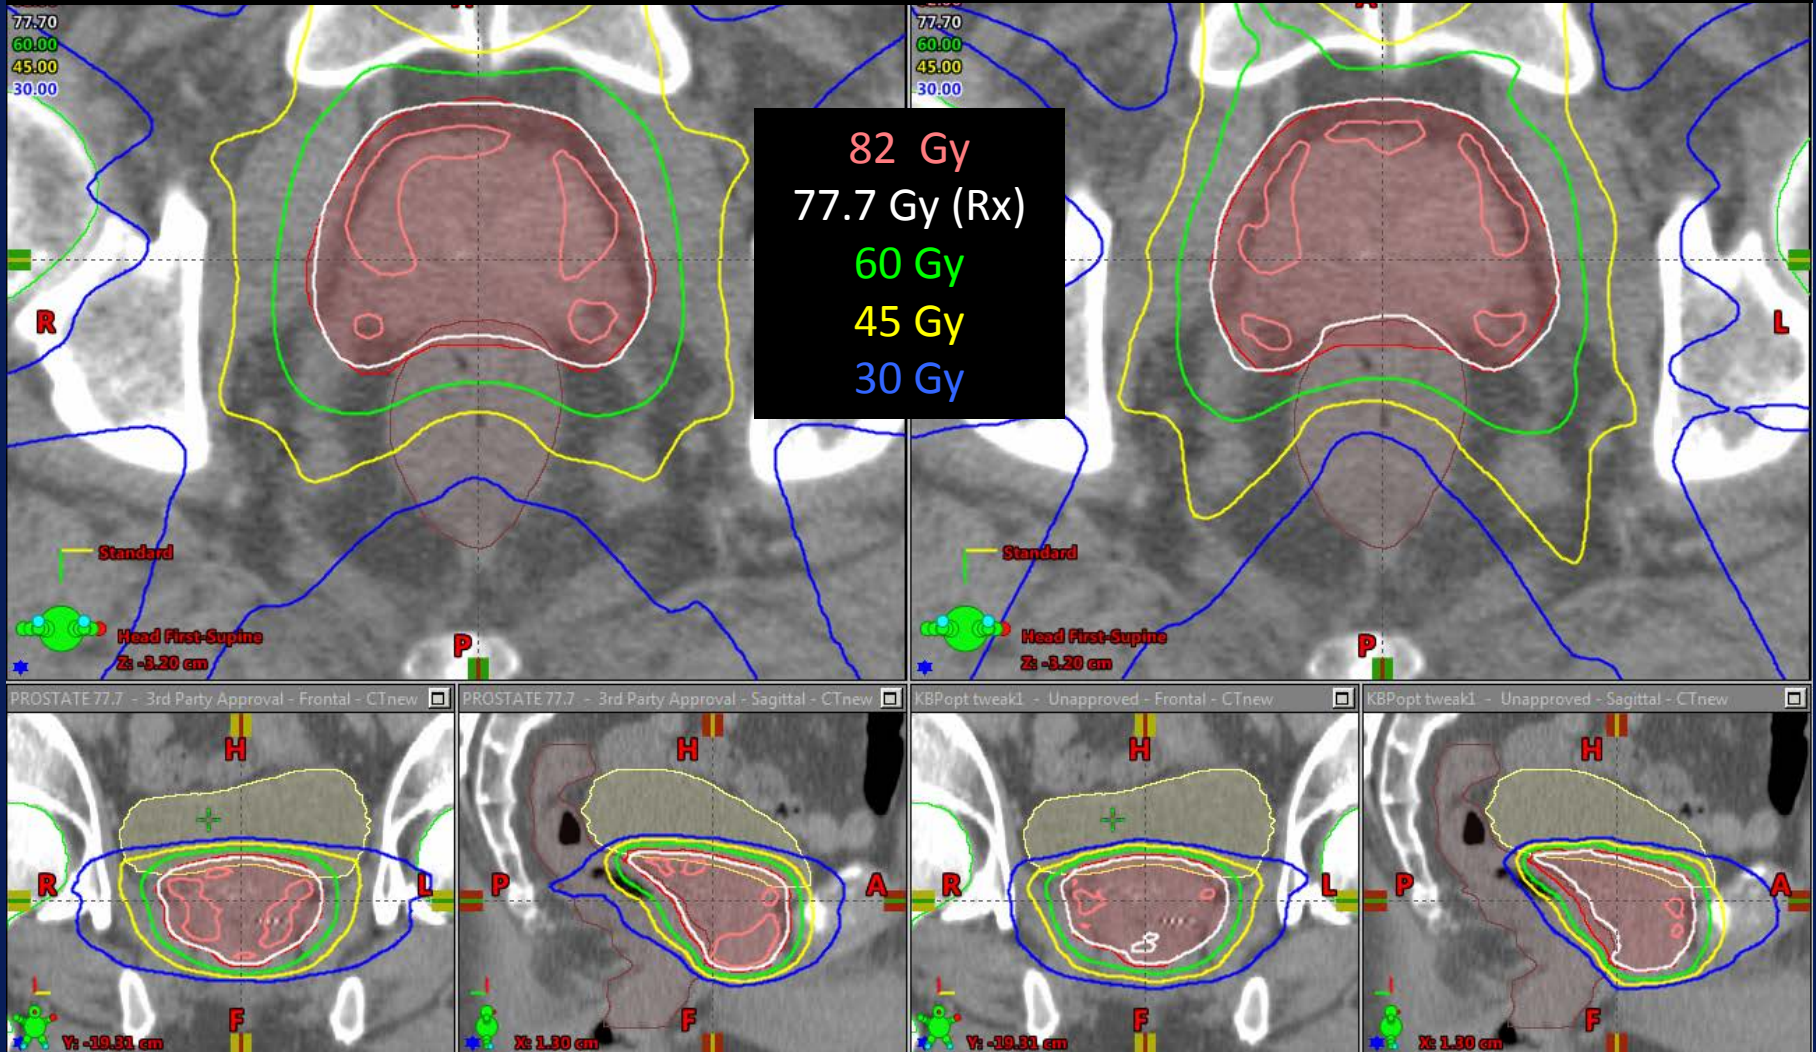 77.70
60.00
45.00
30.00
77.70
60.00
45.00
30.00
82 Gy
77.7 Gy (Rx)
60 Gy
45 Gy
30 Gy
R
L
Standard
Standard
Head First-Supine
Z: -3.20 cm
P
Head First-Supine
Z: -3.20 cm
P
PROSTATE 77.7 - 3rd Party Approval - Frontal - CTnew
PROSTATE 77.7 - 3rd Party Approval - Sagittal - CTnew
KBPopt tweak1 - Unapproved - Frontal - CTnew
KBPopt tweak1 - Unapproved - Sagittal - CTnew
H
H
H
H
R
L
P
A
R
L
P
A
F
F
F
F
Y: -19.31 cm
X: 1.30 cm
Y: -19.31 cm
X: 1.30 cm